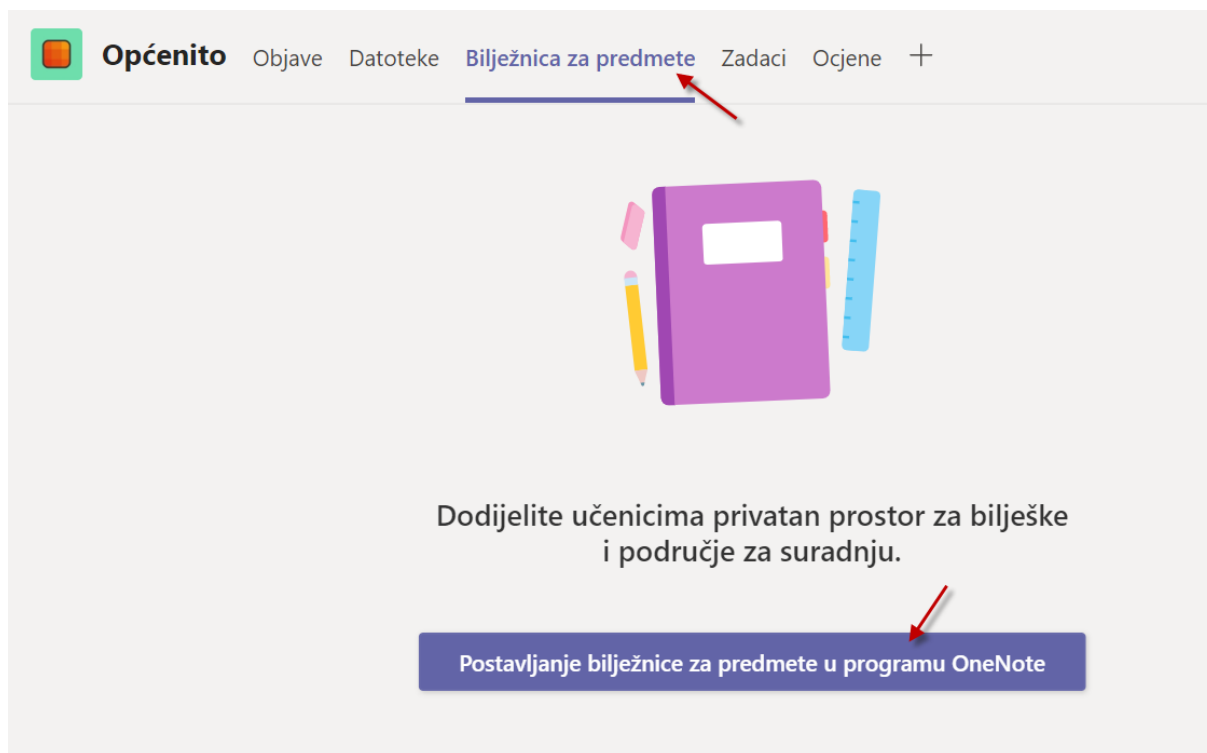 Općenito Objave Datoteke Bilježnica za predmete Zadaci Ocjene +
Dodijelite učenicima privatan prostor za bilješke
i područje za suradnju.
Postavljanje bilježnice za predmete u programu OneNote